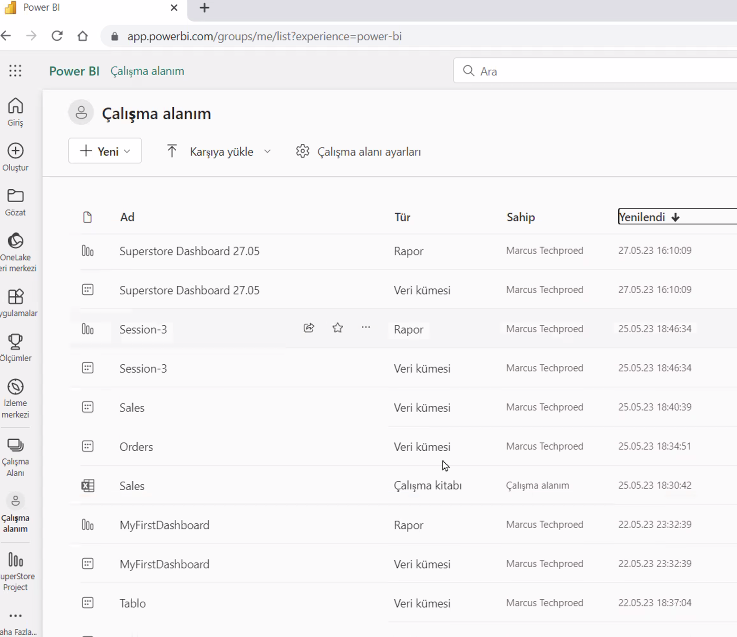 Power BI
app.powerbi.com/groups/me/list?experience=power-bi
Power BI Çalışma alanım
Ara
Giriş
Oluştur
Gözat
OneLake
eri merkezi
ygulamalar
Ölçümler
İzleme
merkezi
Çalışma
Alanı
Çalışma
alanım
uperStore
Project
aha Fazla...
Çalışma alanım
Yeni
Karşıya yükle
Çalışma alanı ayarları
Ad Tür Sahip Yenilendi
Superstore Dashboard 27.05 Rapor Marcus Techproed 27.05.23 16:10:09
Superstore Dashboard 27.05 Veri kümesi Marcus Techproed 27.05.23 16:10:09
Session-3 Rapor Marcus Techproed 25.05.23 18:46:34
Session-3 Veri kümesi Marcus Techproed 25.05.23 18:46:34
Sales Veri kümesi Marcus Techproed 25.05.23 18:40:39
Orders Veri kümesi Marcus Techproed 25.05.23 18:34:51
Sales Çalışma kitabı Çalışma alanım 25.05.23 18:30:42
MyFirstDashboard Rapor Marcus Techproed 22.05.23 23:32:39
MyFirstDashboard Veri kümesi Marcus Techproed 22.05.23 23:32:39
Tablo Veri kümesi Marcus Techproed 22.05.23 18:37:04